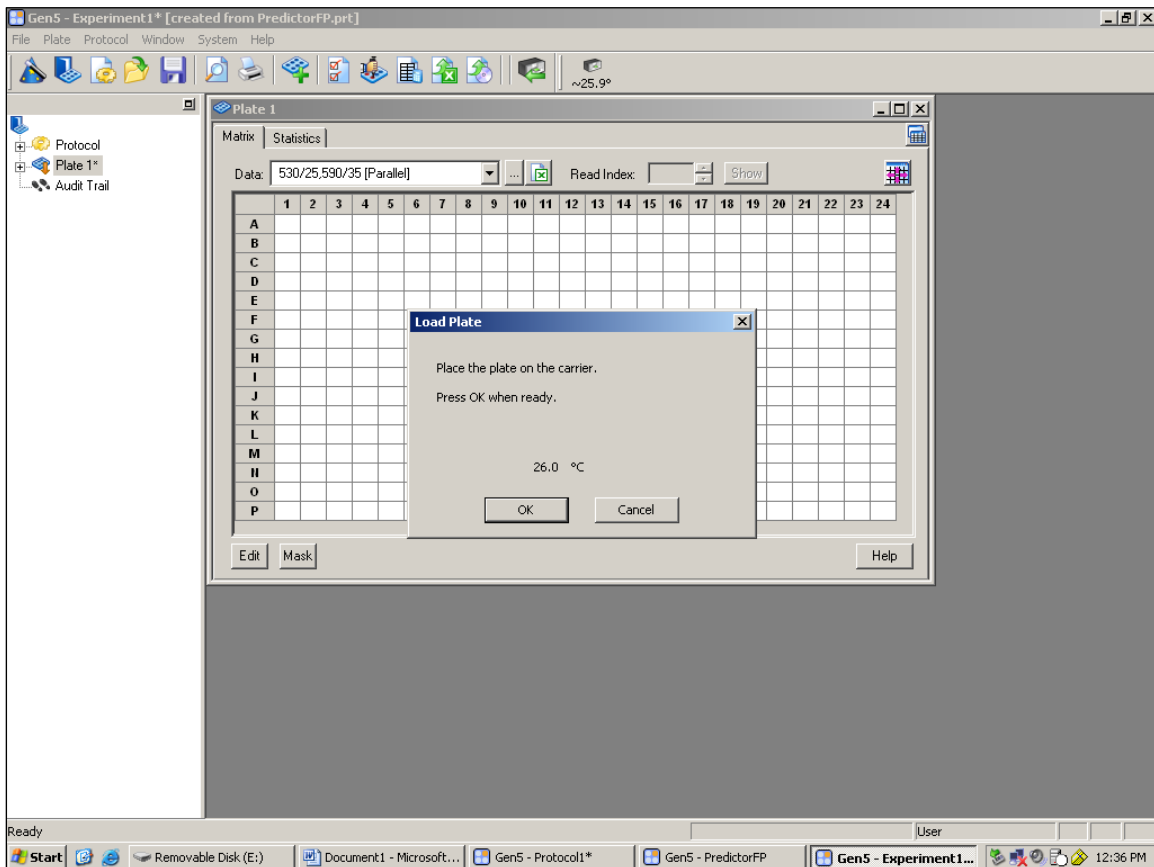 Gen5 - Experiment1* [created from PredictorFP.prt]
File Plate Protocol Window System Help
~25.9°
Protocol
Plate 1*
Audit Trail
Plate 1
Matrix Statistics
Data: 530/25,590/35 [Parallel] ... Read Index: Show
1 2 3 4 5 6 7 8 9 10 11 12 13 14 15 16 17 18 19 20 21 22 23 24
A
B
C
D
E
F
G
H
I
J
K
L
M
N
O
P
Load Plate
Place the plate on the carrier.
Press OK when ready.
26.0 °C
OK Cancel
Edit Mask Help
Ready User
Start Removable Disk (E:) Document1 - Microsoft... Gen5 - Protocol1* Gen5 - PredictorFP Gen5 - Experiment1... 12:36 PM